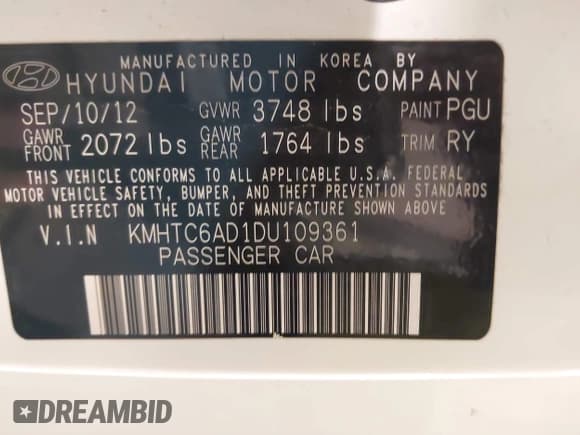 MANUFACTURED IN KOREA BY
HYUNDAI MOTOR COMPANY
SEP/10/12 GVWR 3748 lbs PAINT PGU
GAWR FRONT 2072 lbs GAWR REAR 1764 lbs TRIM RY
THIS VEHICLE CONFORMS TO ALL APPLICABLE U.S.A. FEDERAL
MOTOR VEHICLE SAFETY, BUMPER, AND THEFT PREVENTION STANDARDS
IN EFFECT ON THE DATE OF MANUFACTURE SHOWN ABOVE
V.I.N KMHTC6AD1DU109361
PASSENGER CAR
DREAMBID